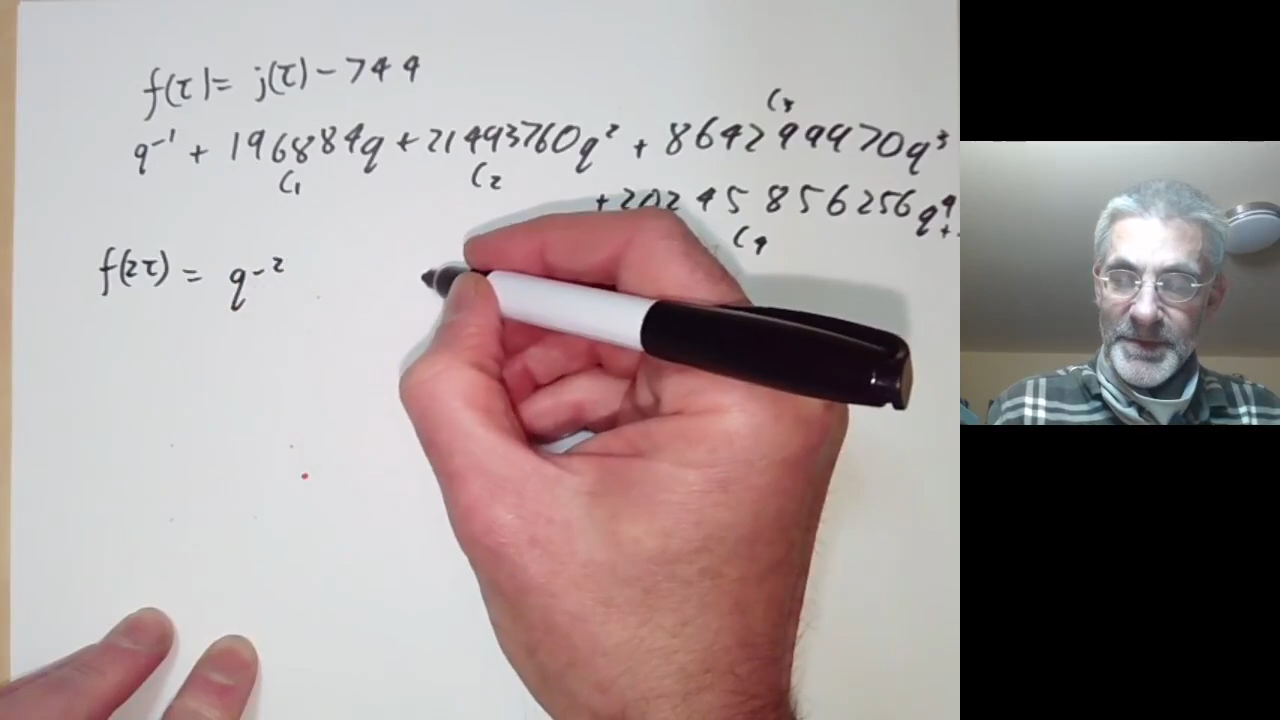 f(τ) = j(τ) - 744
c₃
q⁻¹ + 196884q + 21493760q² + 864299970q³
c₁ c₂
+ 20245856256q⁴ + .
c₄
f(2τ) = q⁻²